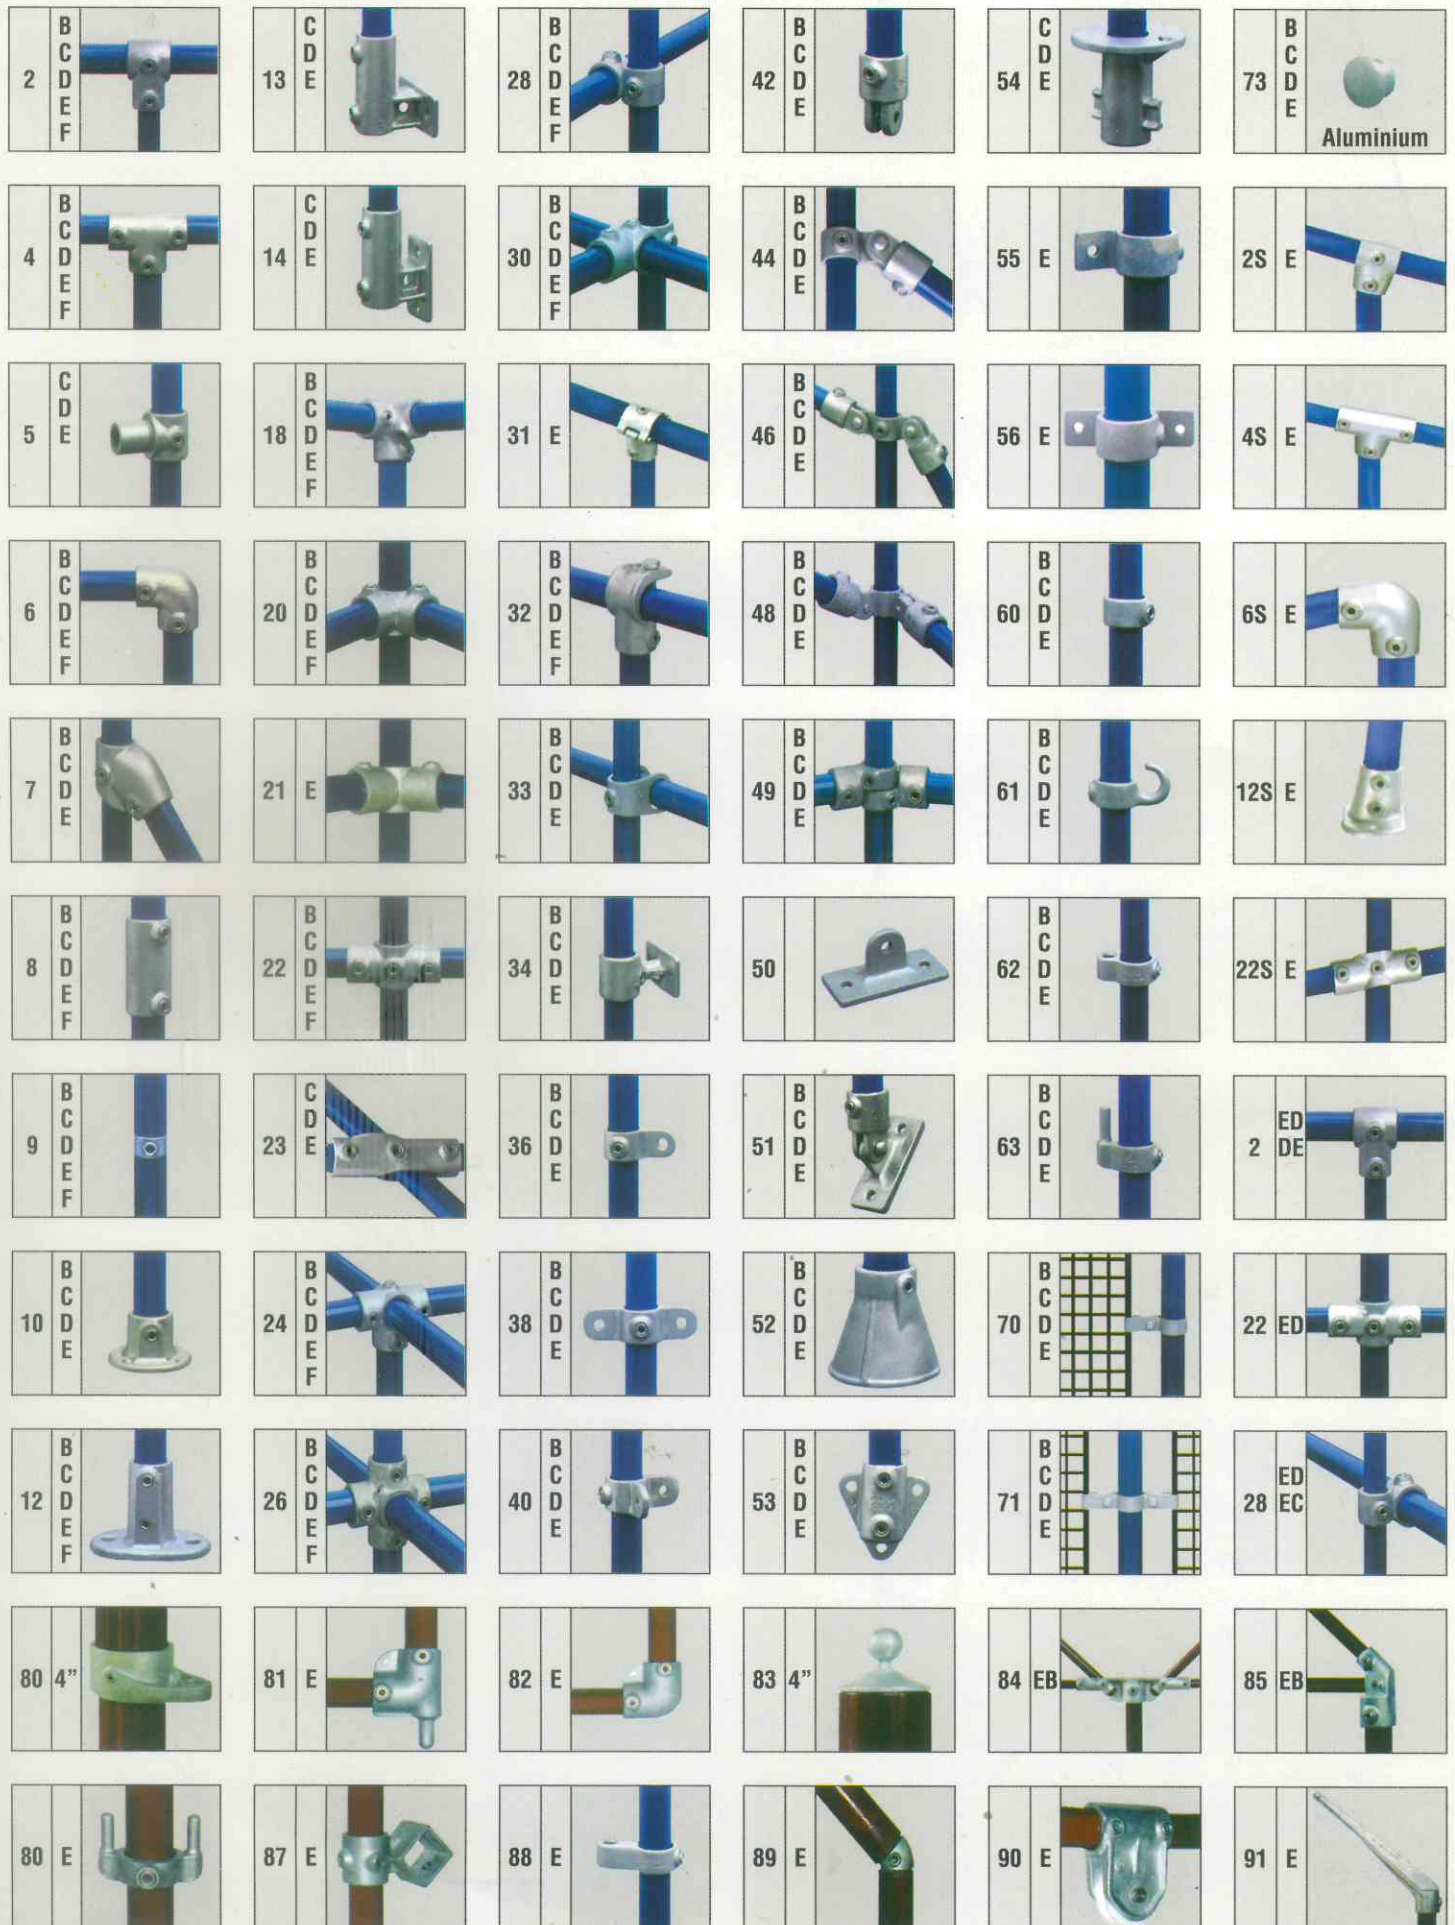 2 B C D E F
13 C D E
28 B C D E F
42 B C D E
54 C D E
73 B C D E
Aluminium
4 B C D E F
14 C D E
30 B C D E F
44 B C D E
55 E
2S E
5 C D E
18 B C D E F
31 E
46 B C D E
56 E
4S E
6 B C D E F
20 B C D E F
32 B C D E F
48 B C D E
60 B C D E
6S E
7 B C D E
21 E
33 B C D E
49 B C D E
61 B C D E
12S E
8 B C D E F
22 B C D E F
34 B C D E
50
62 B C D E
22S E
9 B C D E F
23 C D E
36 B C D E
51 B C D E
63 B C D E
2 ED DE
10 B C D E
24 B C D E F
38 B C D E
52 B C D E
70 B C D E
22 ED
12 B C D E F
26 B C D E F
40 B C D E
53 B C D E
71 B C D E
28 ED EC
80 4”
81 E
82 E
83 4”
84 EB
85 EB
80 E
87 E
88 E
89 E
90 E
91 E